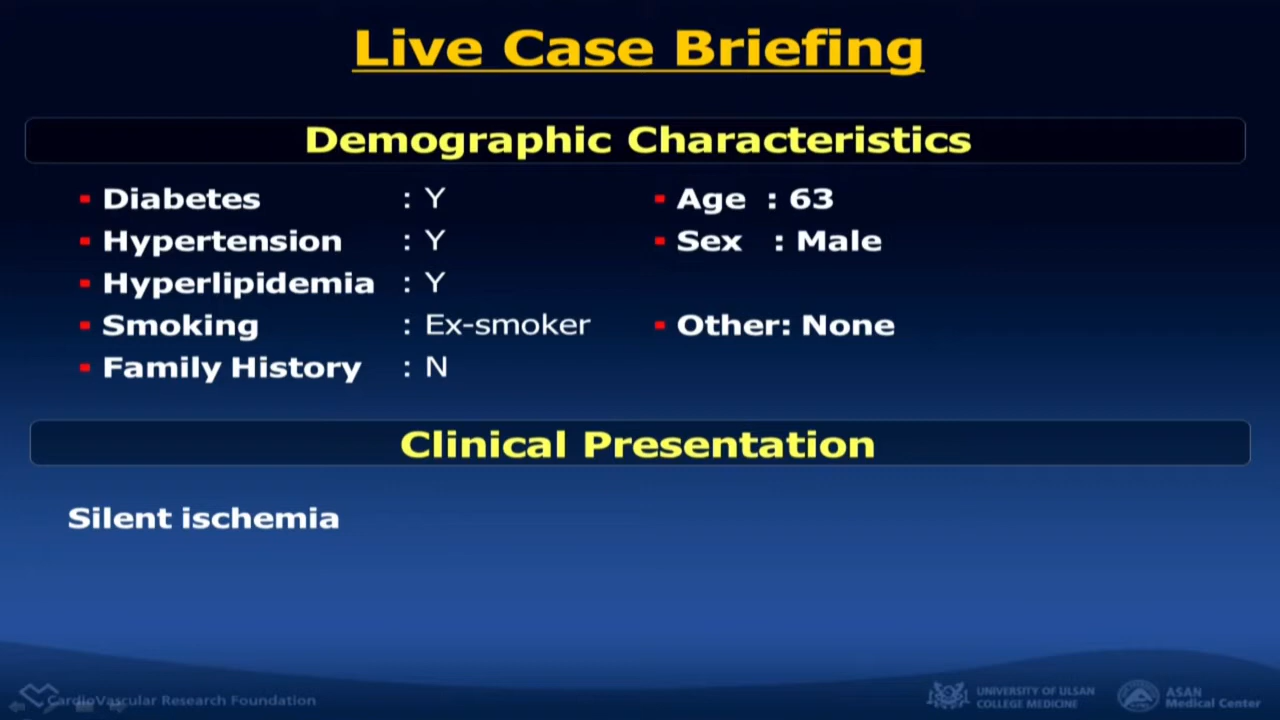 Live Case Briefing
Demographic Characteristics
Diabetes : Y
Hypertension : Y
Hyperlipidemia : Y
Smoking : Ex-smoker
Family History : N
Age : 63
Sex : Male
Other: None
Clinical Presentation
Silent ischemia
CardioVascular Research Foundation
UNIVERSITY OF ULSAN
COLLEGE MEDICINE
ASAN
Medical Center